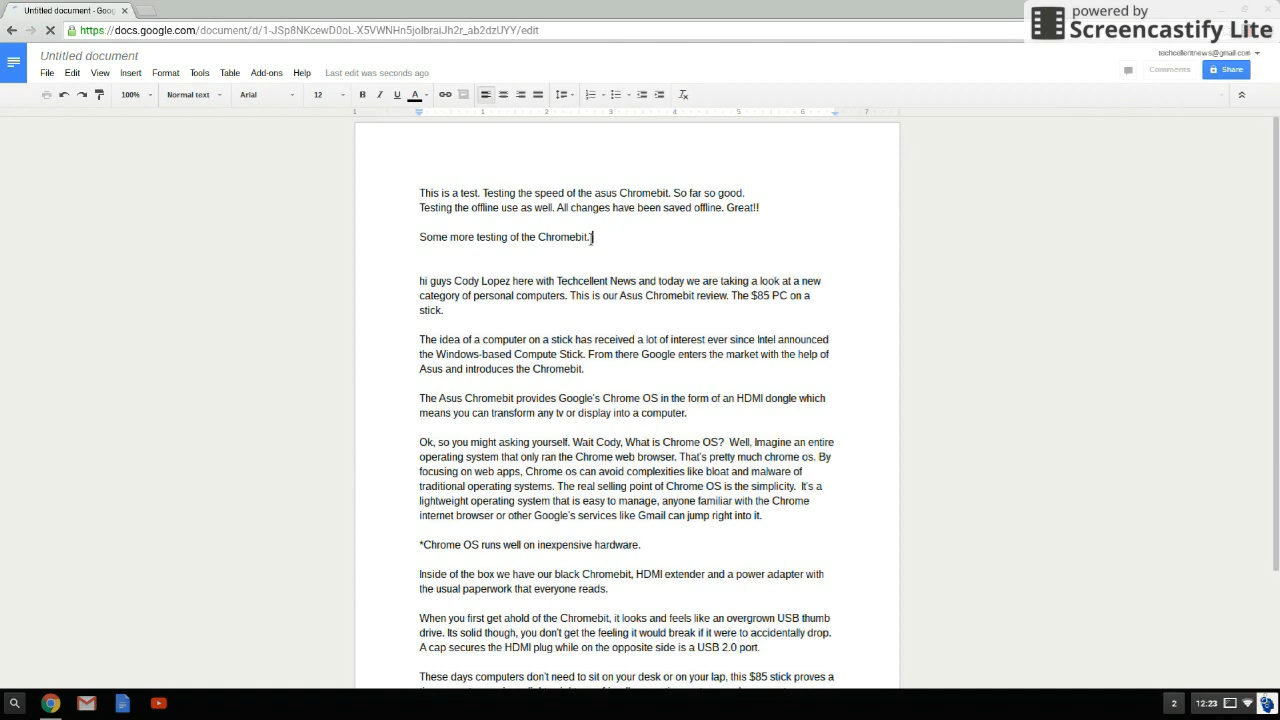 Untitled document - Goo
powered by
Screencastify Lite
https://docs.google.com/document/d/1-JSp8NKcewD0oL-X5VWNHn5jolbraiJh2r_ab2dzUYY/edit
Untitled document
techcellentnews@gmail.com
File Edit View Insert Format Tools Table Add-ons Help Last edit was seconds ago
Comments Share
100% Normal text Arial 12 B I U A
1 1 2 3 4 5 6 7
This is a test. Testing the speed of the asus Chromebit. So far so good.
Testing the offline use as well. All changes have been saved offline. Great!!
Some more testing of the Chromebit.
hi guys Cody Lopez here with Techcellent News and today we are taking a look at a new
category of personal computers. This is our Asus Chromebit review. The $85 PC on a
stick.
The idea of a computer on a stick has received a lot of interest ever since Intel announced
the Windows-based Compute Stick. From there Google enters the market with the help of
Asus and introduces the Chromebit.
The Asus Chromebit provides Google's Chrome OS in the form of an HDMI dongle which
means you can transform any tv or display into a computer.
Ok, so you might asking yourself. Wait Cody, What is Chrome OS?  Well, Imagine an entire
operating system that only ran the Chrome web browser. That's pretty much chrome os. By
focusing on web apps, Chrome os can avoid complexities like bloat and malware of
traditional operating systems. The real selling point of Chrome OS is the simplicity.  It's a
lightweight operating system that is easy to manage, anyone familiar with the Chrome
internet browser or other Google's services like Gmail can jump right into it.
*Chrome OS runs well on inexpensive hardware.
Inside of the box we have our black Chromebit, HDMI extender and a power adapter with
the usual paperwork that everyone reads.
When you first get ahold of the Chromebit, it looks and feels like an overgrown USB thumb
drive. Its solid though, you don't get the feeling it would break if it were to accidentally drop.
A cap secures the HDMI plug while on the opposite side is a USB 2.0 port.
These days computers don't need to sit on your desk or on your lap, this $85 stick proves a
2 12:23